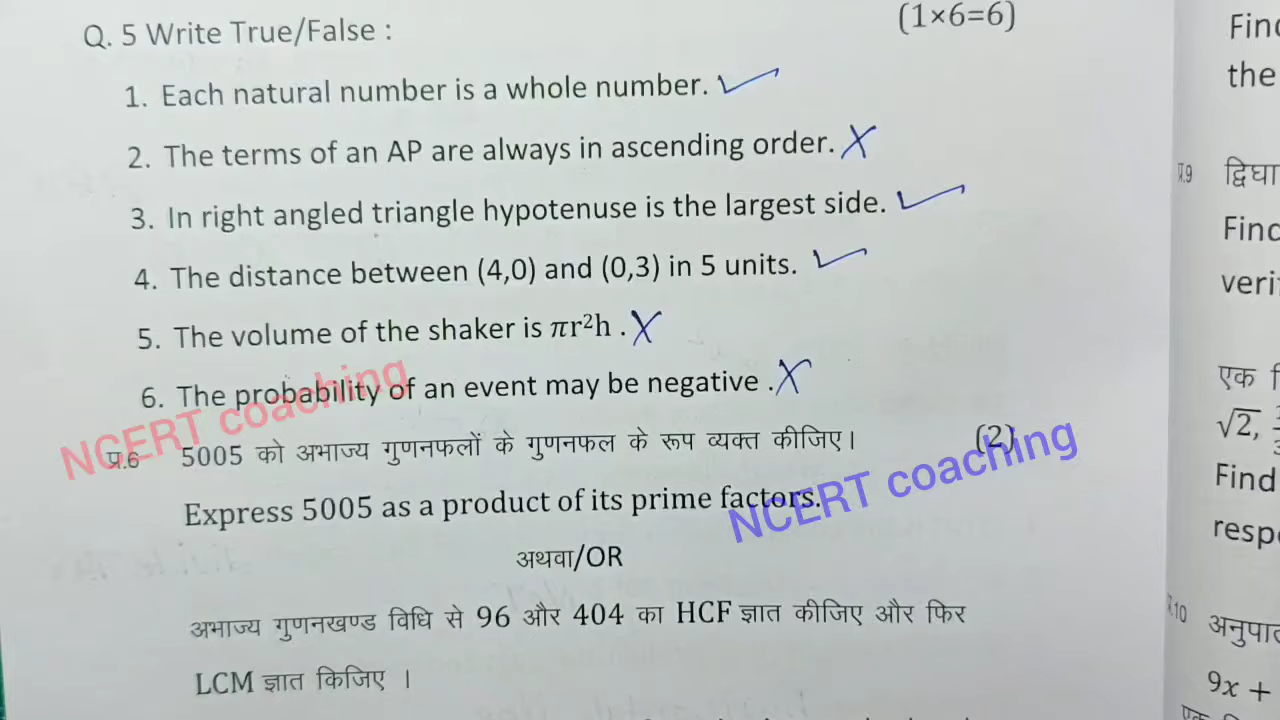 Q. 5 Write True/False :
(1×6=6)
1. Each natural number is a whole number.
2. The terms of an AP are always in ascending order.
3. In right angled triangle hypotenuse is the largest side.
4. The distance between (4,0) and (0,3) in 5 units.
5. The volume of the shaker is πr²h .
6. The probability of an event may be negative .
NCERT coaching
प्र.6 5005 को अभाज्य गुणनफलों के गुणनफल के रूप व्यक्त कीजिए। (2)
NCERT coaching
Express 5005 as a product of its prime factors.
अथवा/OR
अभाज्य गुणनखण्ड विधि से 96 और 404 का HCF ज्ञात कीजिए और फिर
LCM ज्ञात किजिए ।
the
प्र.9
Find
veri
एक
√2,
Find
resp
9x +